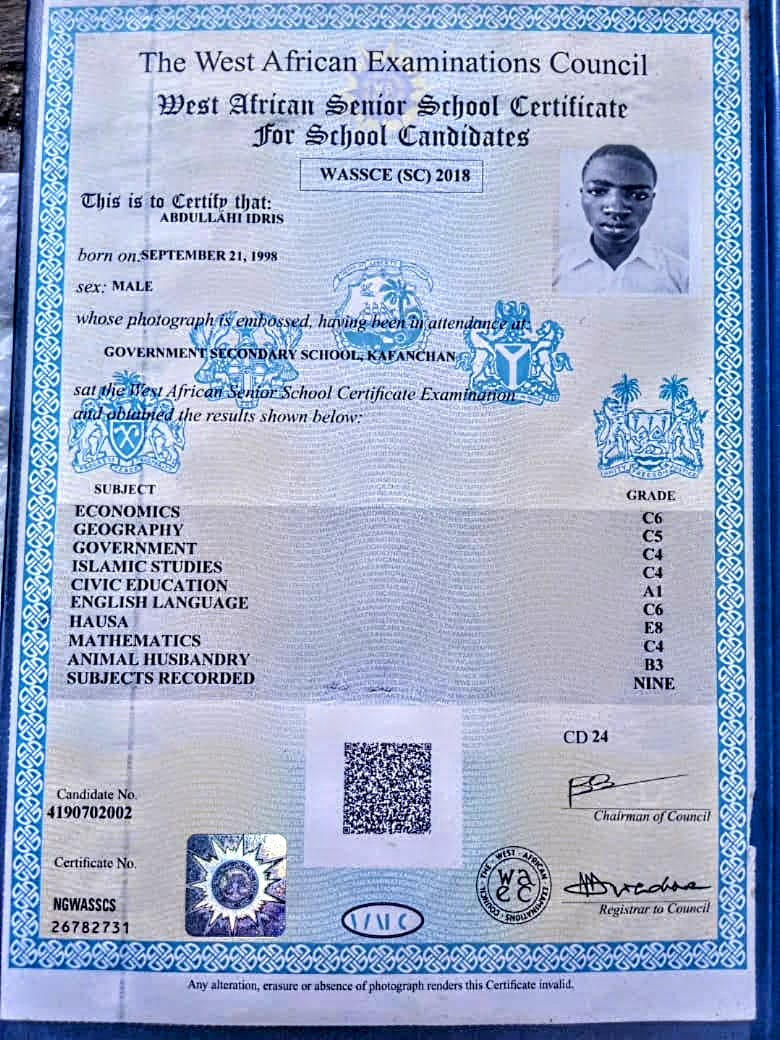 The West African Examinations Council
West African Senior School Certificate
For School Candidates
WASSCE (SC) 2018
This is to Certify that:
ABDULLAHI IDRIS
born on: SEPTEMBER 21, 1998
sex: MALE
whose photograph is embossed, having been in attendance at:
GOVERNMENT SECONDARY SCHOOL, KAFANCHAN
sat the West African Senior School Certificate Examination
and obtained the results shown below:
SUBJECT GRADE
ECONOMICS C6
GEOGRAPHY C5
GOVERNMENT C4
ISLAMIC STUDIES C4
CIVIC EDUCATION A1
ENGLISH LANGUAGE C6
HAUSA E8
MATHEMATICS C4
ANIMAL HUSBANDRY B3
SUBJECTS RECORDED NINE
CD 24
Candidate No.
4190702002
Chairman of Council
Certificate No.
NGWASSCS
26782731
THE WEST AFRICAN EXAMINATIONS COUNCIL
waec
Registrar to Council
Any alteration, erasure or absence of photograph renders this Certificate invalid.